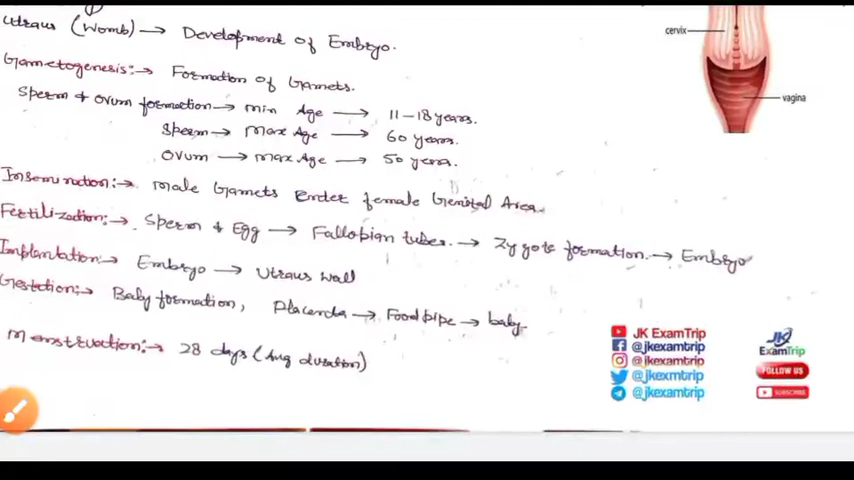 Utraus (Womb) → Development of Embryo.
cervix
Gametogenesis:→ Formation of Gamets.
vagina
Sperm & Ovum formation → Min Age → 11-18 years.
Sperm → Max Age → 60 years.
Ovum → Max Age → 50 years.
Insemination:→ Male Gamets Enter female Genital Area.
Fertilization:→ Sperm & Egg → Fallopian tubes. → Zygote formation. → Embryo
Implantation:→ Embryo → Utraus wall
Gestation:→ Baby formation, Placenta → Food pipe → baby.
Menstruation:→ 28 days (Avg duration)
JK ExamTrip
@jkexamtrip
@jkexamtrip
@jkexmtrip
@jkexamtrip
JK
ExamTrip
FOLLOW US
SUBSCRIBE